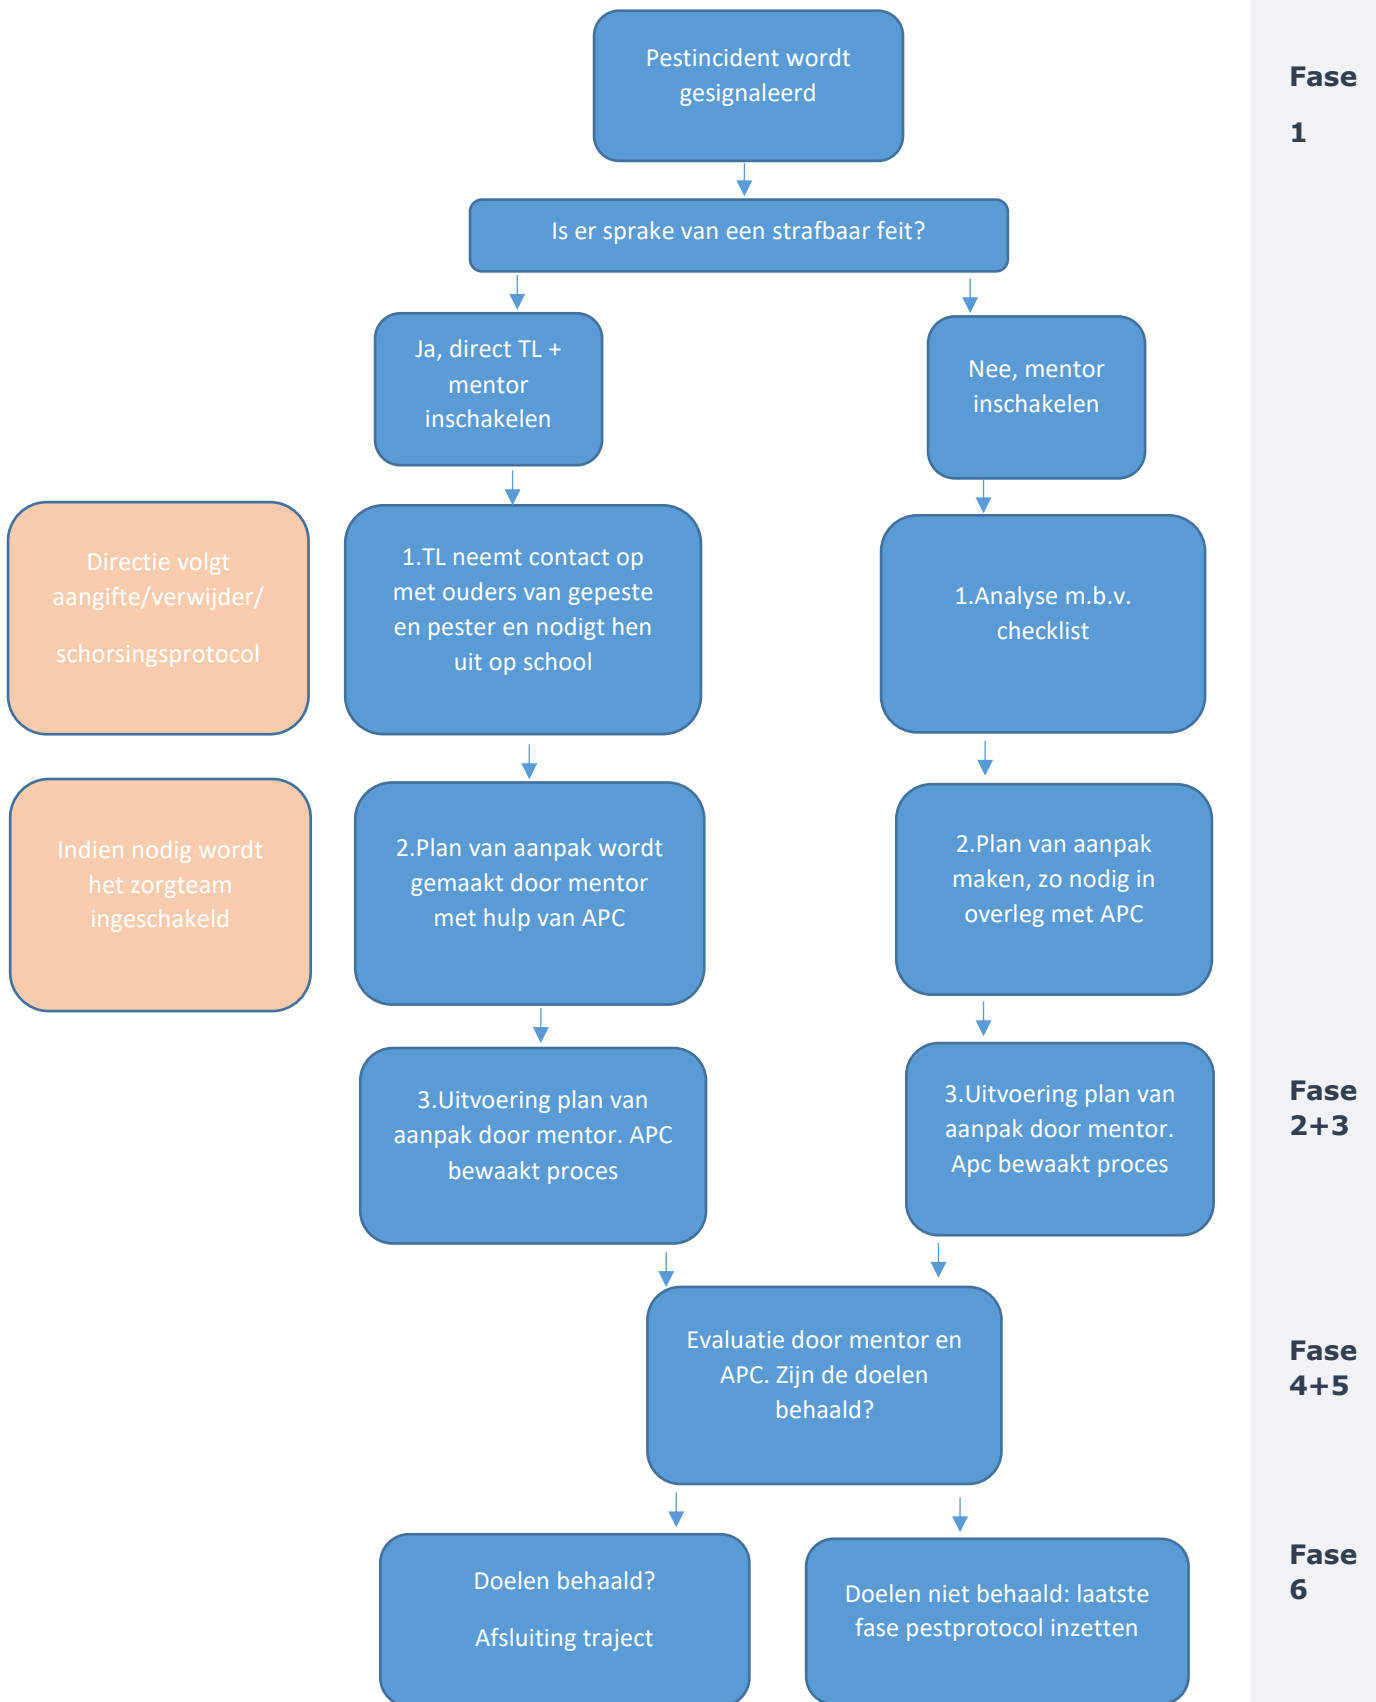 Pestincident wordt
gesignaleerd
Fase
1
Is er sprake van een strafbaar feit?
Ja, direct TL +
mentor
inschakelen
Nee, mentor
inschakelen
Directie volgt
aangifte/verwijder/
schorsingsprotocol
1.TL neemt contact op
met ouders van gepeste
en pester en nodigt hen
uit op school
1.Analyse m.b.v.
checklist
Indien nodig wordt
het zorgteam
ingeschakeld
2.Plan van aanpak wordt
gemaakt door mentor
met hulp van APC
2.Plan van aanpak
maken, zo nodig in
overleg met APC
3.Uitvoering plan van
aanpak door mentor. APC
bewaakt proces
3.Uitvoering plan van
aanpak door mentor.
Apc bewaakt proces
Fase
2+3
Evaluatie door mentor en
APC. Zijn de doelen
behaald?
Fase
4+5
Doelen behaald?
Afsluiting traject
Doelen niet behaald: laatste
fase pestprotocol inzetten
Fase
6